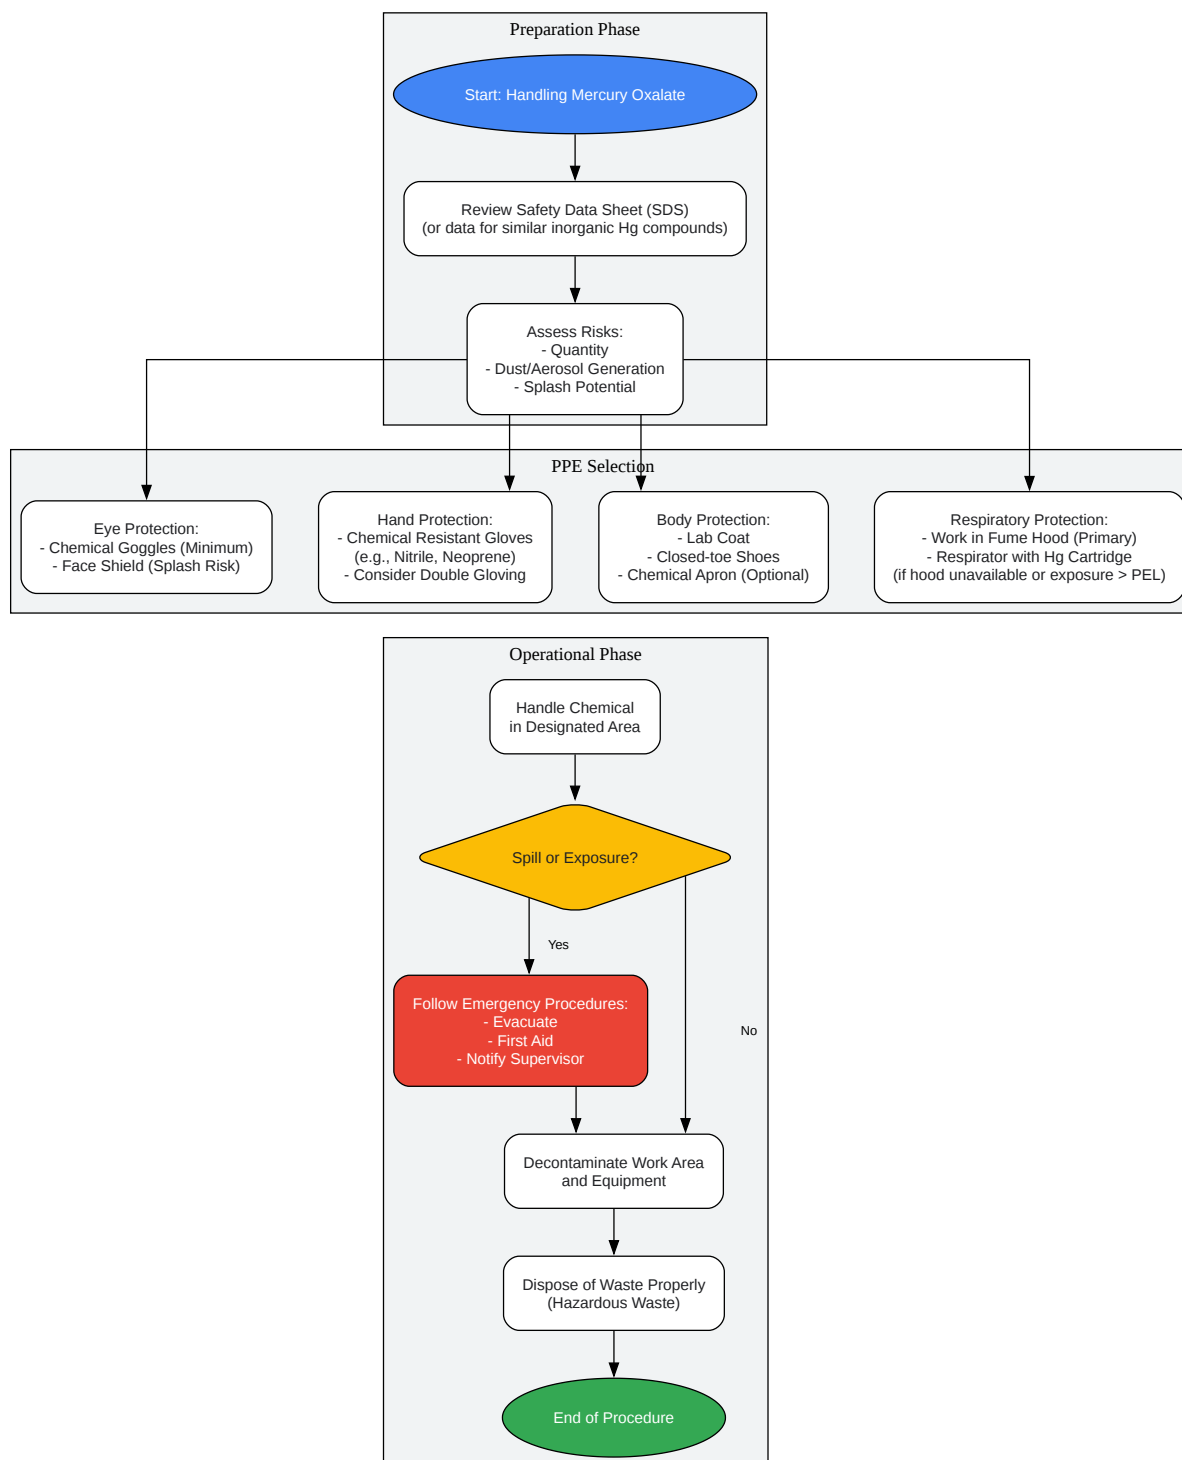 Preparation Phase
Start: Handling Mercury Oxalate
Review Safety Data Sheet (SDS)
(or data for similar inorganic Hg compounds)
Assess Risks:
- Quantity
- Dust/Aerosol Generation
- Splash Potential
PPE Selection
Eye Protection:
- Chemical Goggles (Minimum)
- Face Shield (Splash Risk)
Hand Protection:
- Chemical Resistant Gloves
(e.g., Nitrile, Neoprene)
- Consider Double Gloving
Body Protection:
- Lab Coat
- Closed-toe Shoes
- Chemical Apron (Optional)
Respiratory Protection:
- Work in Fume Hood (Primary)
- Respirator with Hg Cartridge
(if hood unavailable or exposure > PEL)
Operational Phase
Handle Chemical
in Designated Area
Spill or Exposure?
Yes
Follow Emergency Procedures:
- Evacuate
- First Aid
- Notify Supervisor
No
Decontaminate Work Area
and Equipment
Dispose of Waste Properly
(Hazardous Waste)
End of Procedure